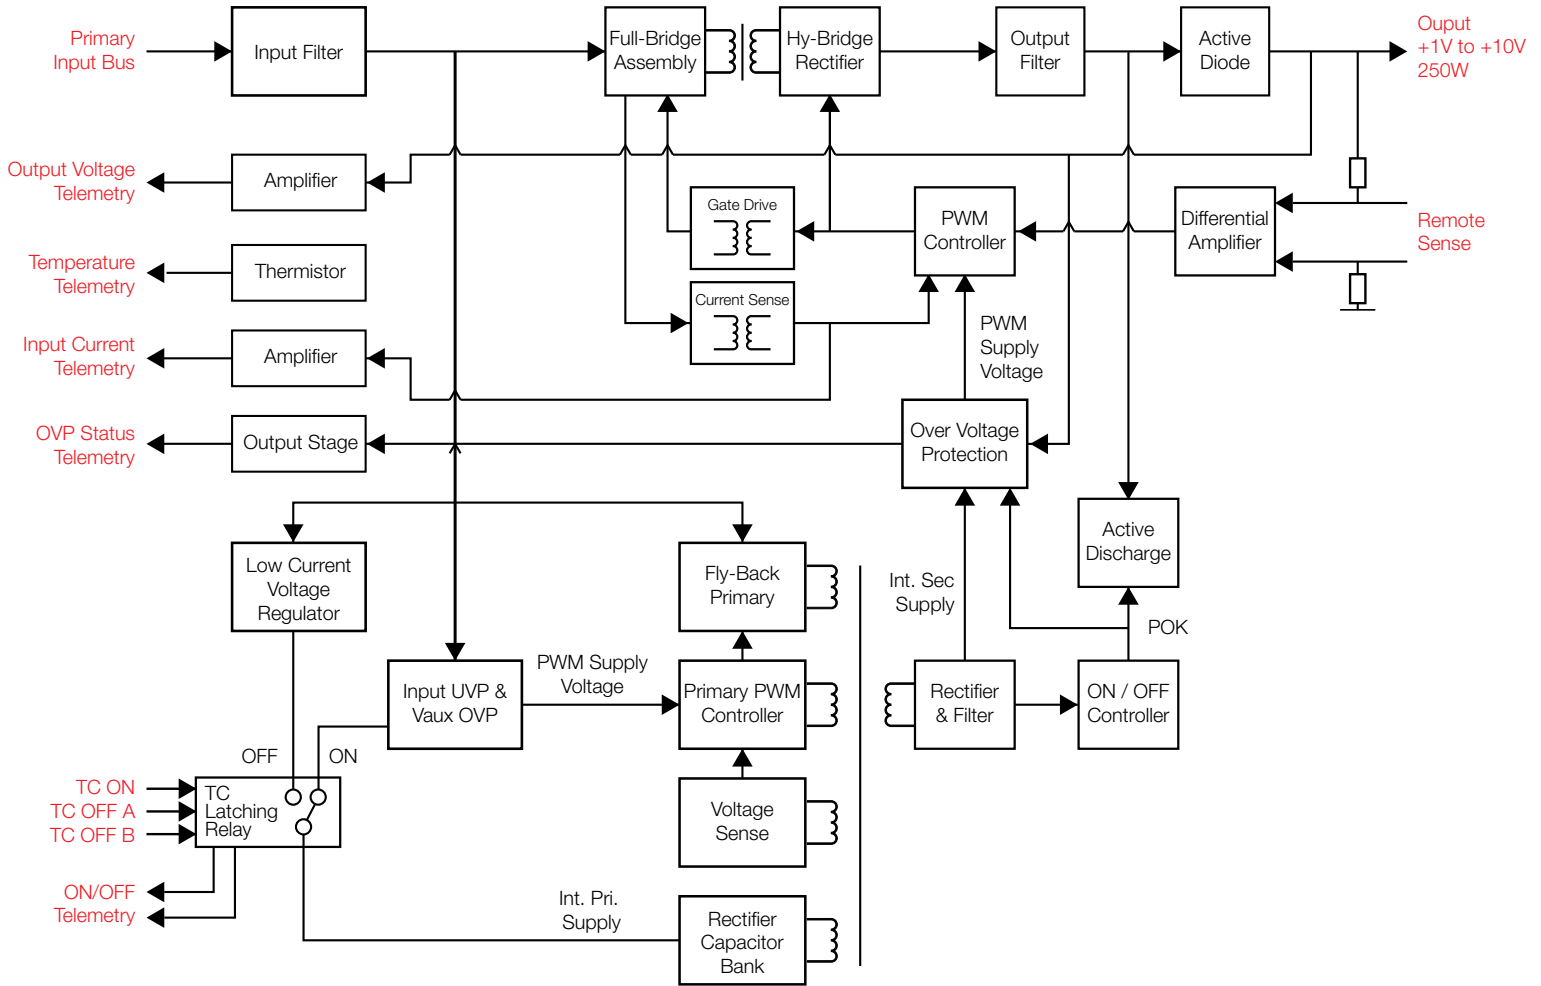 Primary
Input Bus
Input Filter
Full-Bridge
Assembly
Hy-Bridge
Rectifier
Output
Filter
Active
Diode
Ouput
+1V to +10V
250W
Output Voltage
Telemetry
Amplifier
Gate Drive
PWM
Controller
Differential
Amplifier
Remote
Sense
Temperature
Telemetry
Thermistor
Current Sense
Input Current
Telemetry
Amplifier
PWM
Supply
Voltage
OVP Status
Telemetry
Output Stage
Over Voltage
Protection
Active
Discharge
Low Current
Voltage
Regulator
Fly-Back
Primary
Int. Sec
Supply
POK
Input UVP &
Vaux OVP
PWM Supply
Voltage
Primary PWM
Controller
Rectifier
& Filter
ON / OFF
Controller
OFF
ON
TC ON
TC OFF A
TC OFF B
TC
Latching
Relay
Voltage
Sense
ON/OFF
Telemetry
Int. Pri.
Supply
Rectifier
Capacitor
Bank